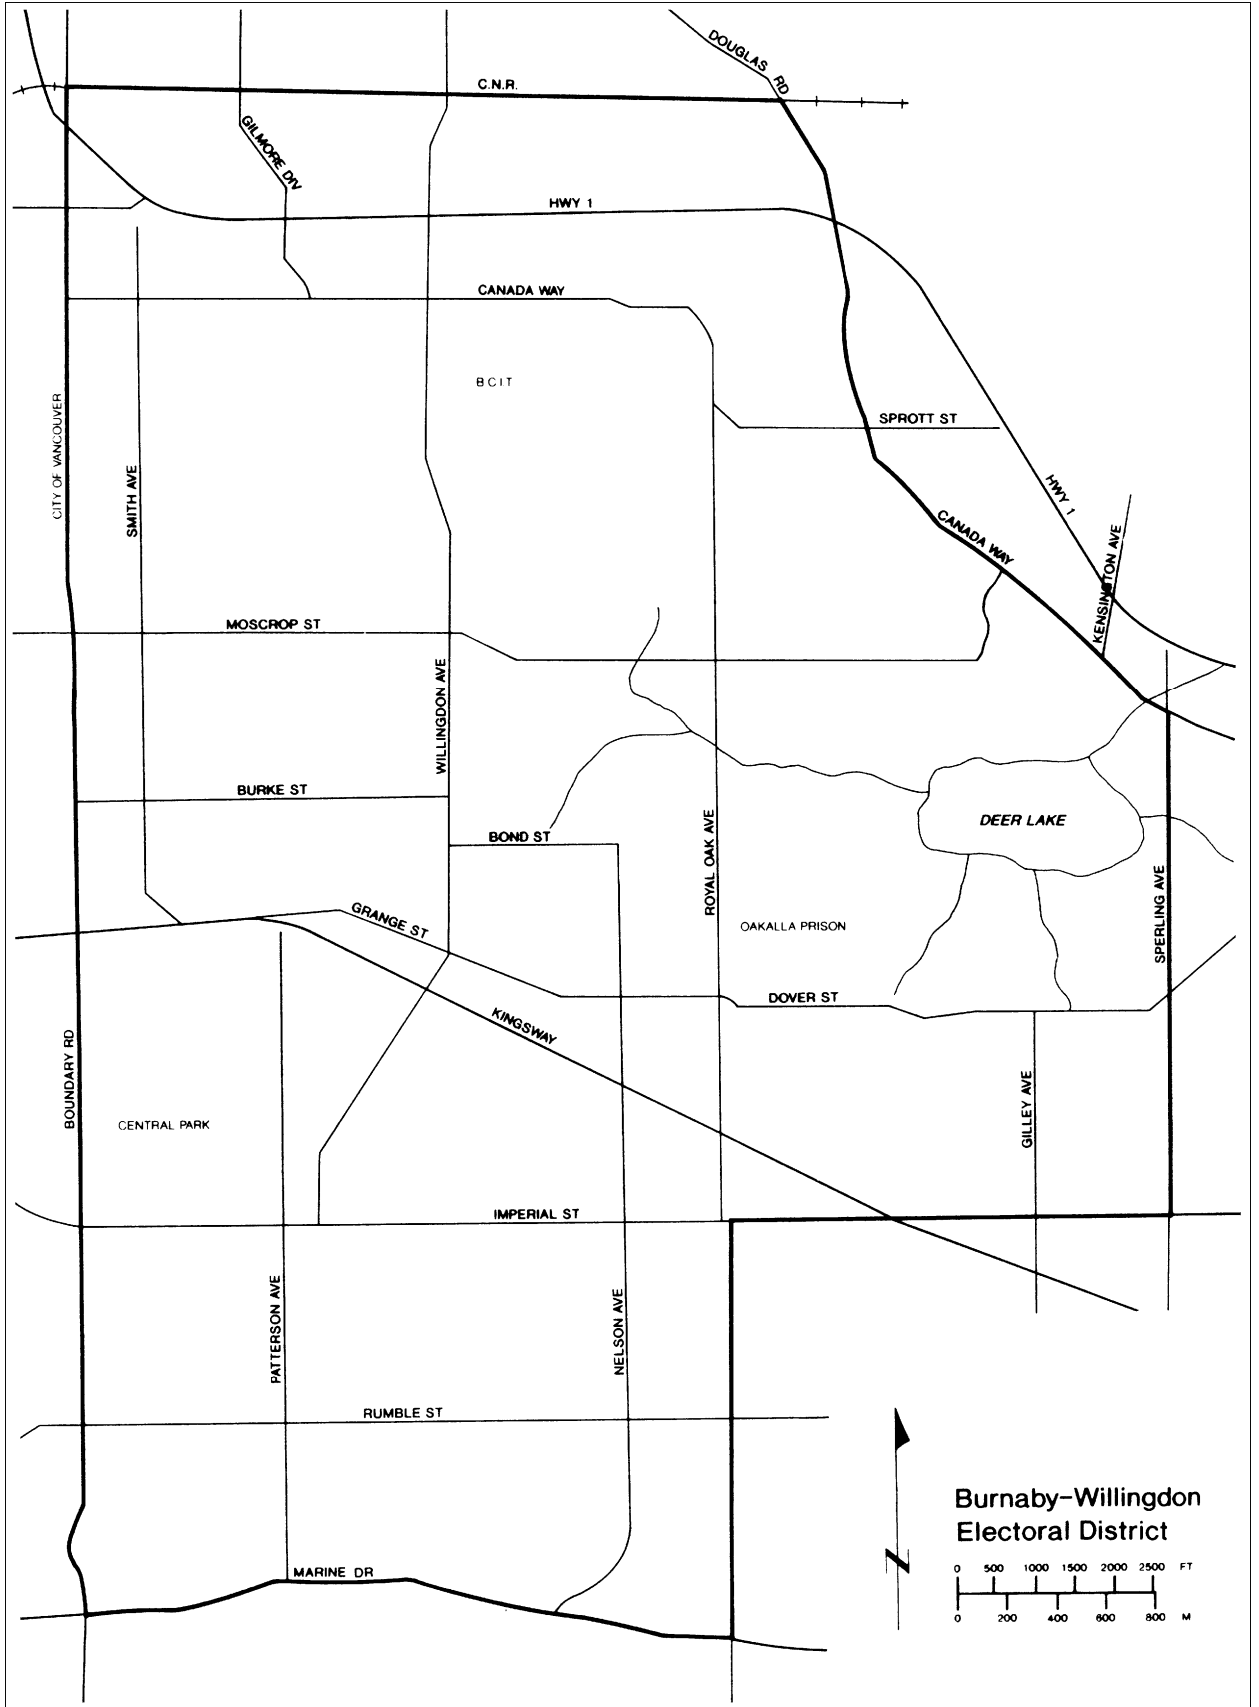 DOUGLAS RD
C.N.R.
GILMORE DIV
HWY 1
CANADA WAY
BCIT
CITY OF VANCOUVER
SPROTT ST
SMITH AVE
HWY 1
CANADA WAY
KENSINGTON AVE
MOSCROP ST
WILLINGDON AVE
BURKE ST
DEER LAKE
BOND ST
ROYAL OAK AVE
SPERLING AVE
GRANGE ST
OAKALLA PRISON
DOVER ST
KINGSWAY
BOUNDARY RD
CENTRAL PARK
GILLEY AVE
IMPERIAL ST
PATTERSON AVE
NELSON AVE
RUMBLE ST
N
Burnaby-Willingdon
Electoral District
MARINE DR
0 500 1000 1500 2000 2500 FT
0 200 400 600 800 M